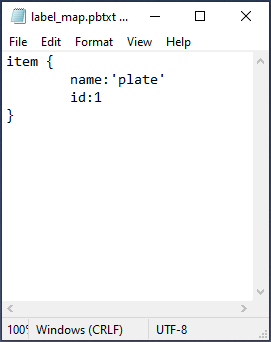 label_map.pbtxt ...
File Edit Format View Help
item {
        name:'plate'
        id:1
}
100% Windows (CRLF) UTF-8